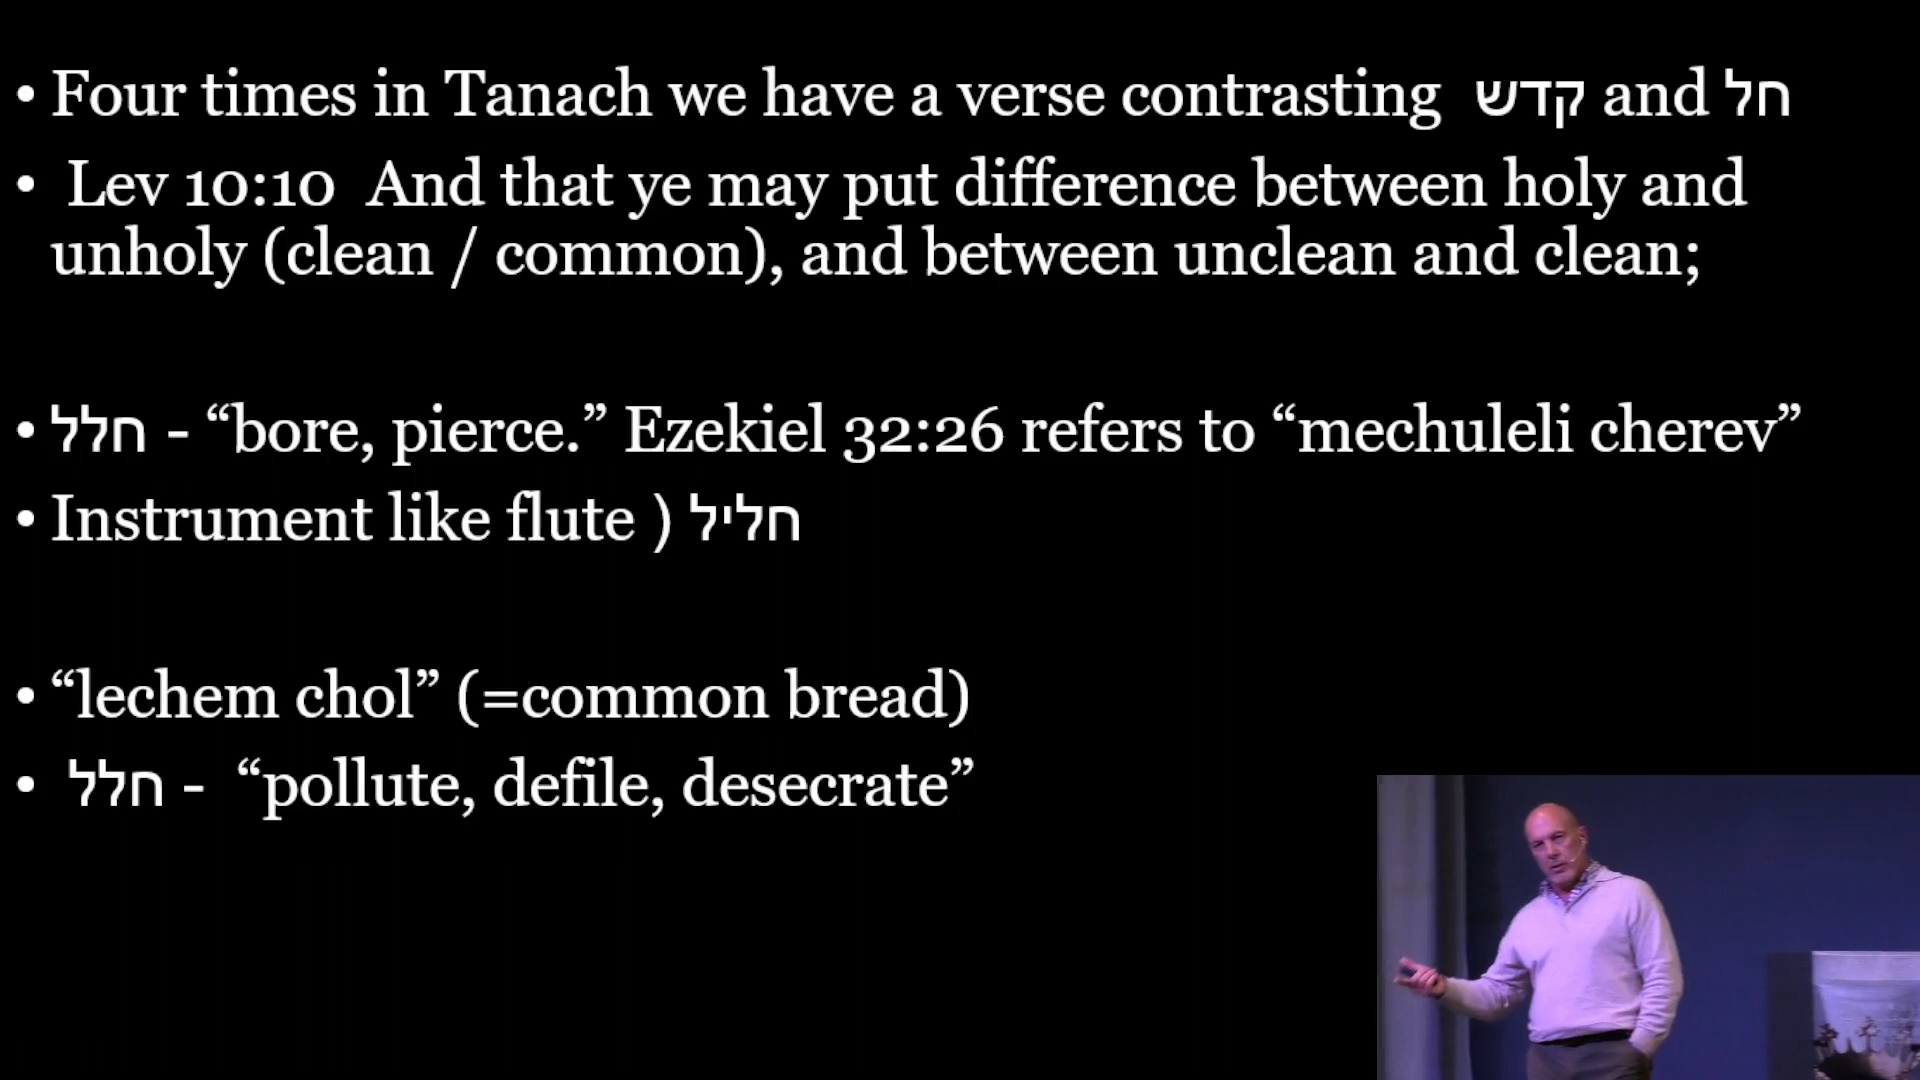 • Four times in Tanach we have a verse contrasting קדש and חל
• Lev 10:10 And that ye may put difference between holy and
unholy (clean / common), and between unclean and clean;
• חלל - “bore, pierce.” Ezekiel 32:26 refers to “mechuleli cherev”
• Instrument like flute ) חליל
• “lechem chol” (=common bread)
• חלל - “pollute, defile, desecrate”